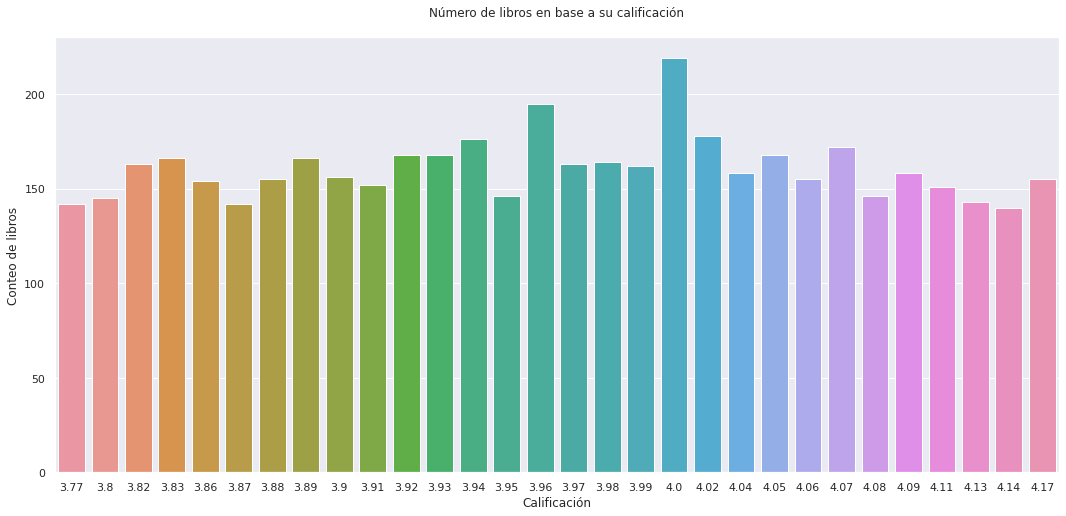 Número de libros en base a su calificación
200
150
100
50
0
Conteo de libros
3.77 3.8 3.82 3.83 3.86 3.87 3.88 3.89 3.9 3.91 3.92 3.93 3.94 3.95 3.96 3.97 3.98 3.99 4.0 4.02 4.04 4.05 4.06 4.07 4.08 4.09 4.11 4.13 4.14 4.17
Calificación